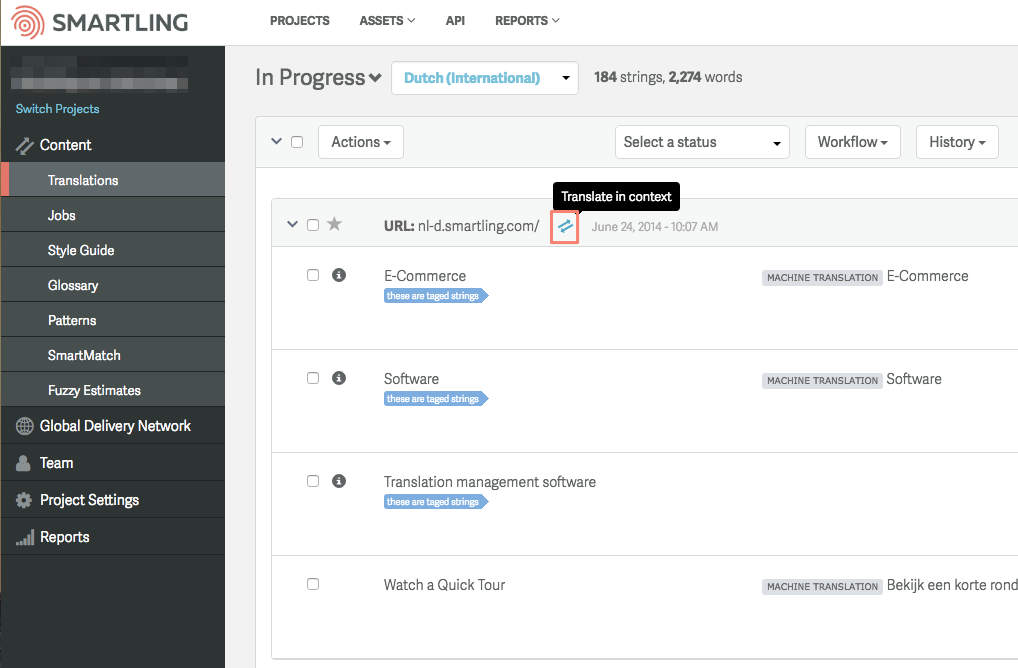 SMARTLING
PROJECTS ASSETS API REPORTS
Switch Projects
Content
Translations
Jobs
Style Guide
Glossary
Patterns
SmartMatch
Fuzzy Estimates
Global Delivery Network
Team
Project Settings
Reports
In Progress Dutch (International) 184 strings, 2,274 words
Actions Select a status Workflow History
Translate in context
URL: nl-d.smartling.com/ June 24, 2014 - 10:07 AM
E-Commerce MACHINE TRANSLATION E-Commerce
these are taged strings
Software MACHINE TRANSLATION Software
these are taged strings
Translation management software
these are taged strings
Watch a Quick Tour MACHINE TRANSLATION Bekijk een korte rond